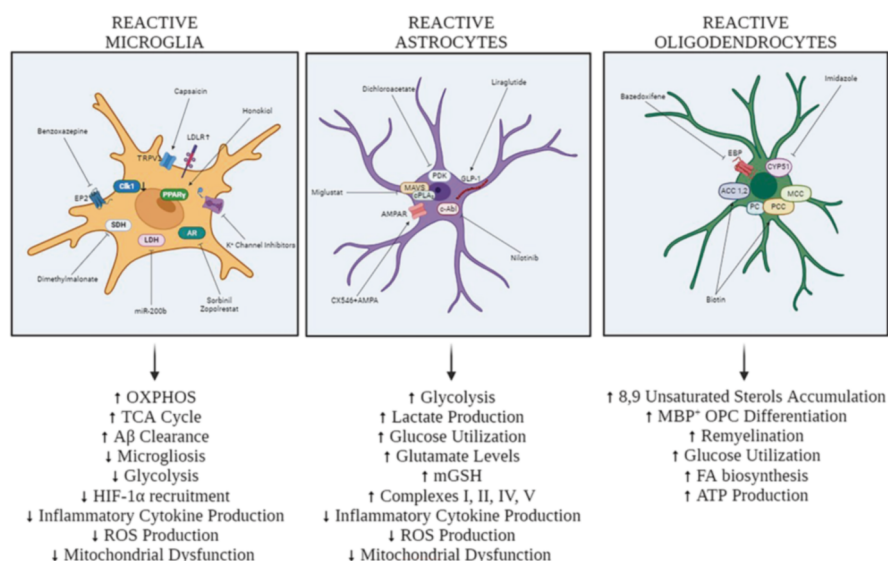 REACTIVE
MICROGLIA
REACTIVE
ASTROCYTES
REACTIVE
OLIGODENDROCYTES
Capsaicin
Honokiol
Benzoxazepine
LDLR↑
TRPV1
Clk1 ↓
EP2
PPARγ
SDH
LDH
AR
K⁺ Channel Inhibitors
Dimethylmalonate
miR-200b
Sorbinil
Zopolrestat
Dichloroacetate
Liraglutide
PDK
GLP-1
MAVS
cPLA₂
Miglustat
AMPAR
c-Abl
Nilotinib
CX546+AMPA
Imidazole
Bazedoxifene
EBP
CYP51
ACC 1,2
MCC
PC
PCC
Biotin
↑ OXPHOS
↑ TCA Cycle
↑ Aβ Clearance
↓ Microgliosis
↓ Glycolysis
↓ HIF-1α recruitment
↓ Inflammatory Cytokine Production
↓ ROS Production
↓ Mitochondrial Dysfunction
↑ Glycolysis
↑ Lactate Production
↑ Glucose Utilization
↑ Glutamate Levels
↑ mGSH
↑ Complexes I, II, IV, V
↓ Inflammatory Cytokine Production
↓ ROS Production
↓ Mitochondrial Dysfunction
↑ 8,9 Unsaturated Sterols Accumulation
↑ MBP⁺ OPC Differentiation
↑ Remyelination
↑ Glucose Utilization
↑ FA biosynthesis
↑ ATP Production